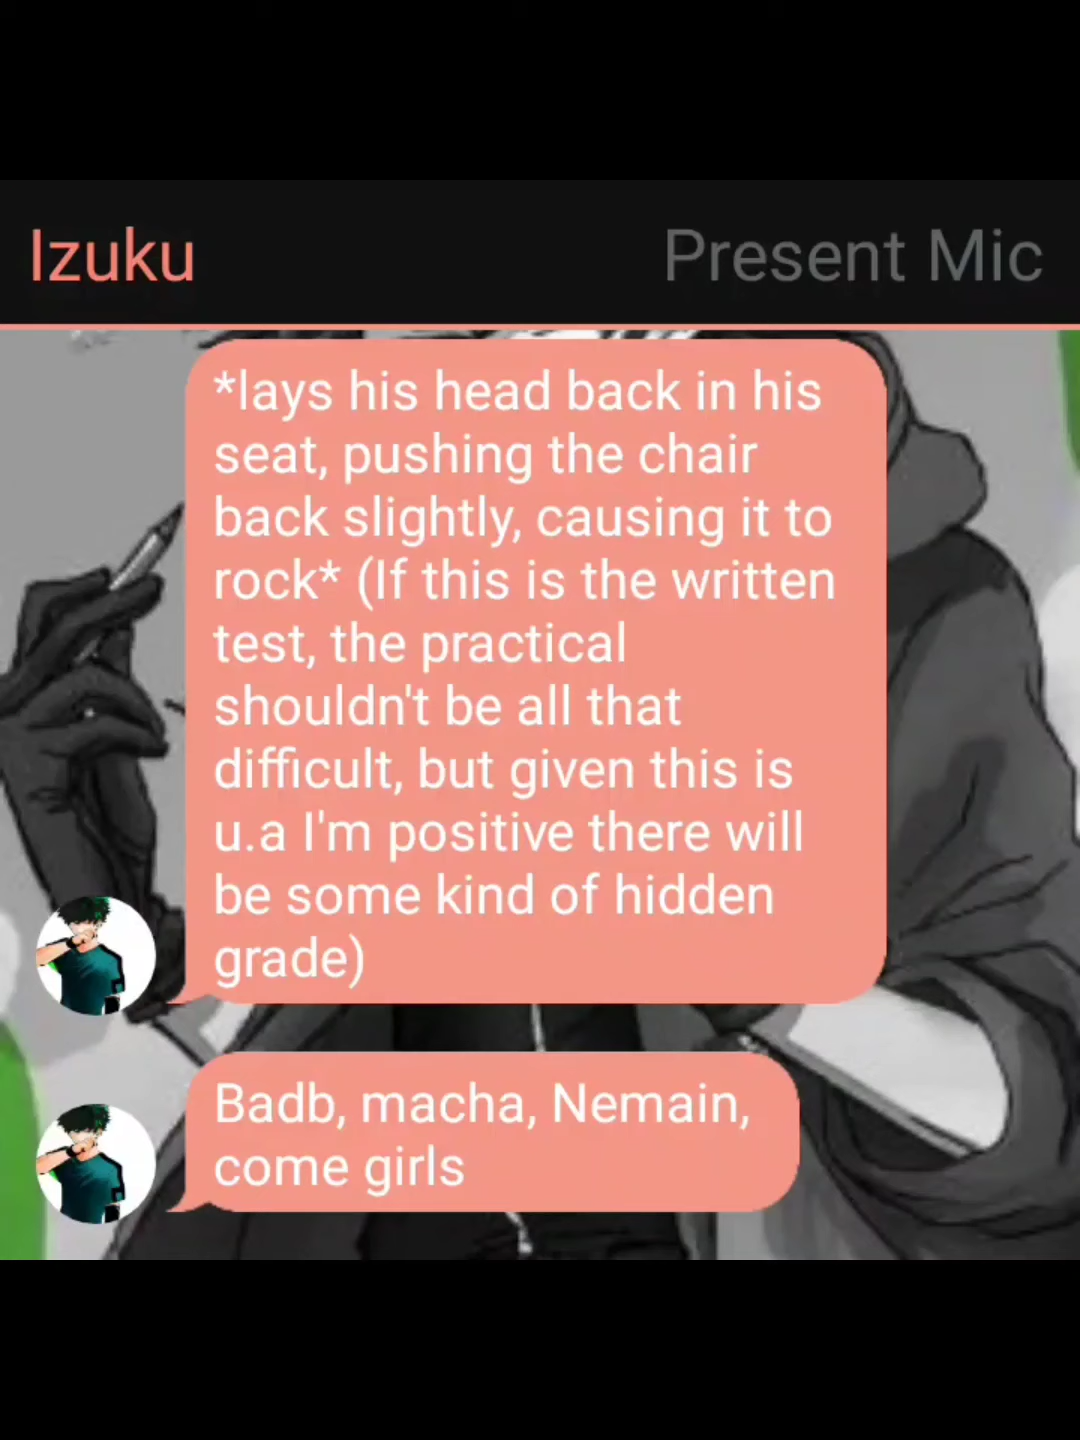 Izuku
Present Mic
*lays his head back in his
seat, pushing the chair
back slightly, causing it to
rock* (If this is the written
test, the practical
shouldn't be all that
difficult, but given this is
u.a I'm positive there will
be some kind of hidden
grade)
Badb, macha, Nemain,
come girls